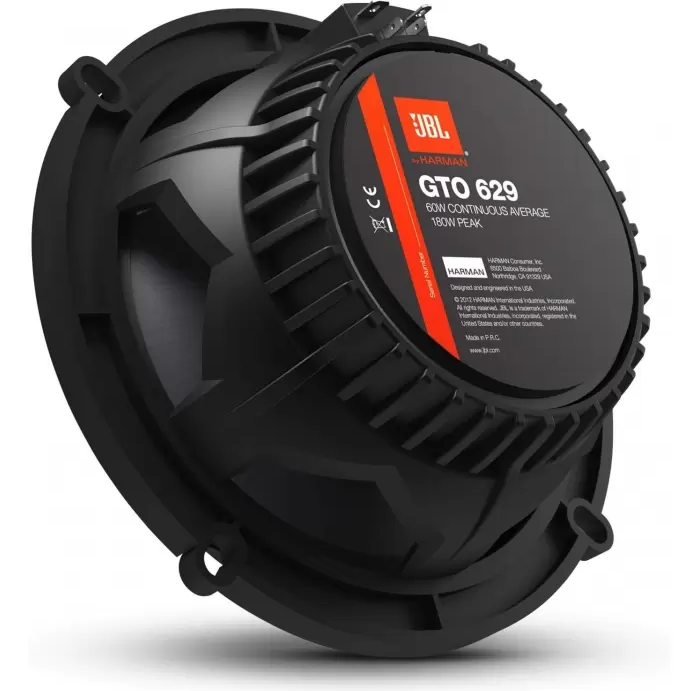 JBL
by HARMAN
GTO 629
60W CONTINUOUS AVERAGE
180W PEAK
CE
Serial Number
HARMAN
HARMAN Consumer, Inc.
8500 Balboa Boulevard
Northridge, CA 91329 USA
Designed and engineered in the USA
© 2012 HARMAN International Industries, Incorporated.
All rights reserved. JBL is a trademark of HARMAN
International Industries, Incorporated, registered in the
United States and/or other countries.
Made in P.R.C.
www.jbl.com